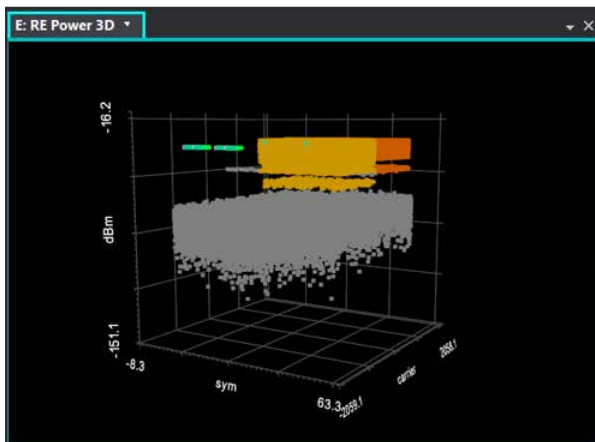 E: RE Power 3D
-16.2
dBm
-151.1
-8.3
sym
63.3
-2059.1
carrier
2058.1